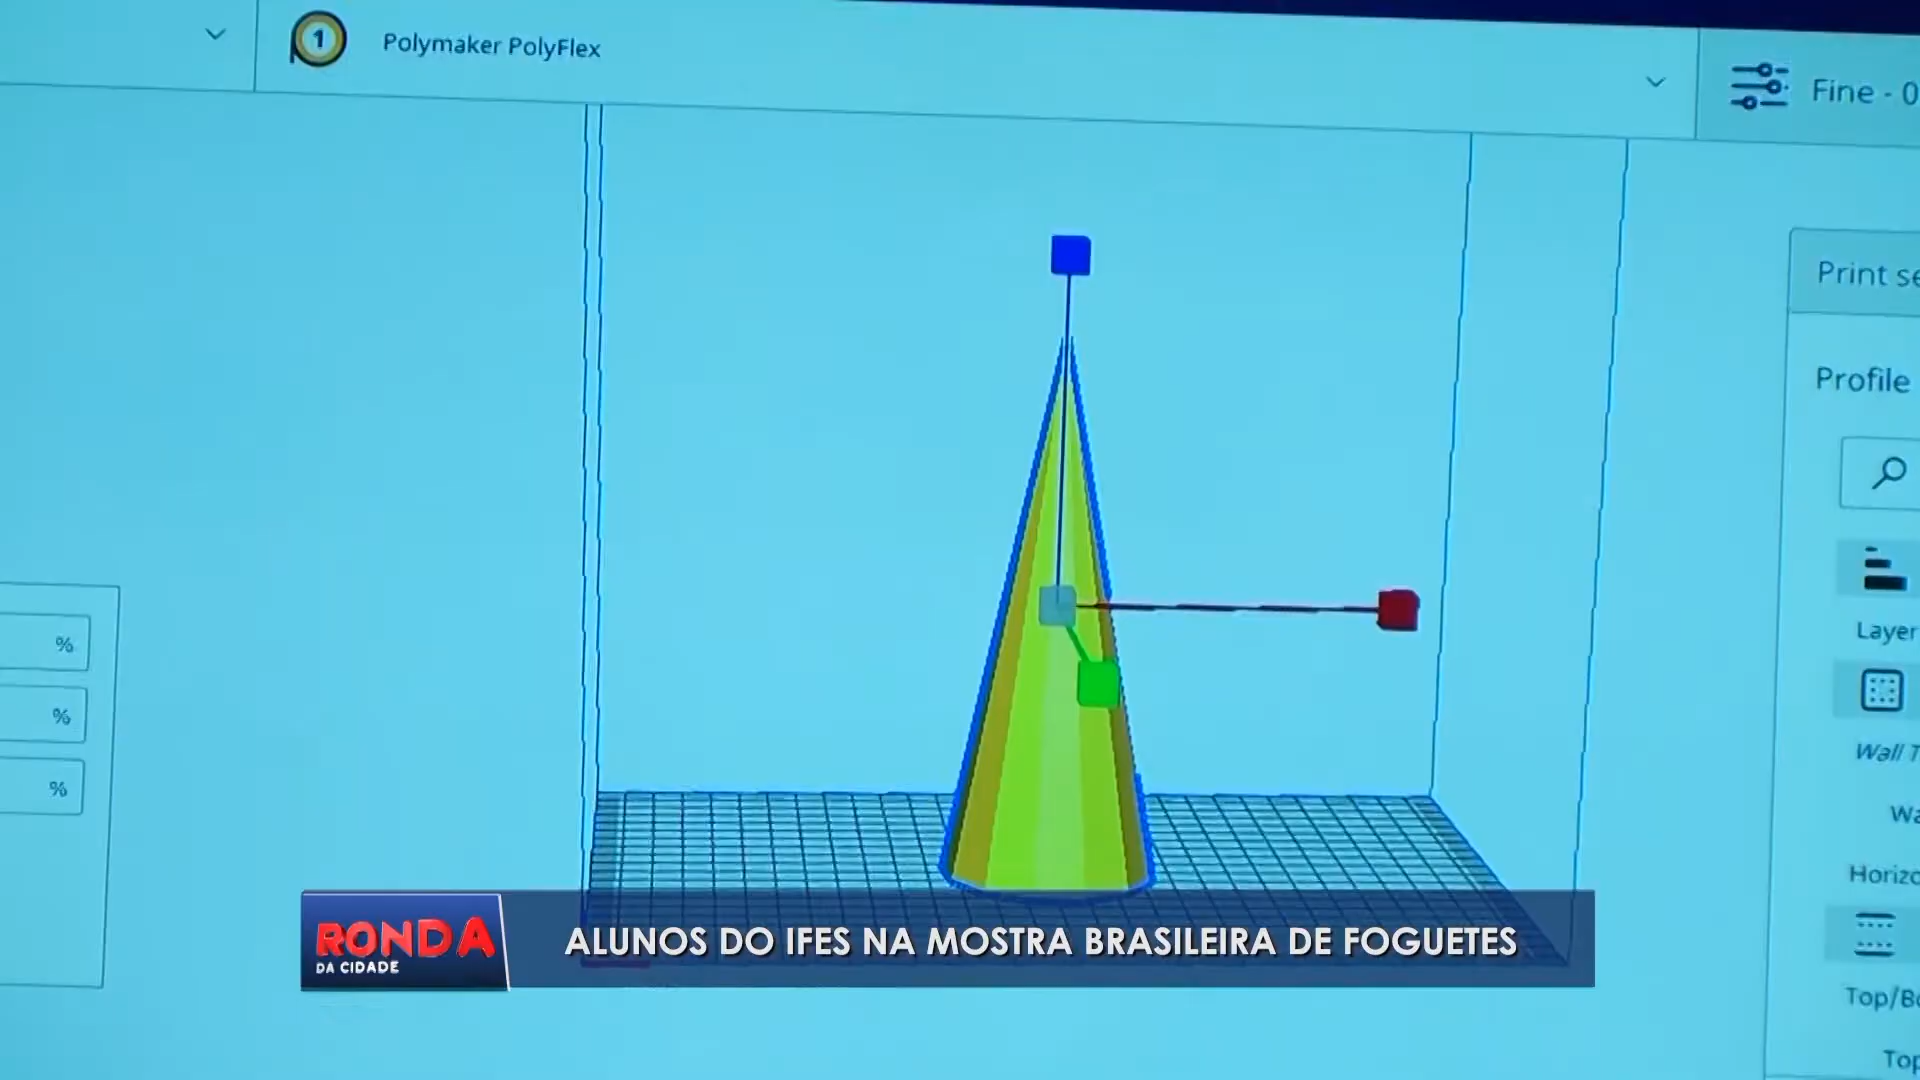 1
Polymaker PolyFlex
Fine - 0
Print se
Profile
%
%
%
Layer
Wall T
Wa
Horizo
Top/Bo
Top
RONDA
DA CIDADE
ALUNOS DO IFES NA MOSTRA BRASILEIRA DE FOGUETES